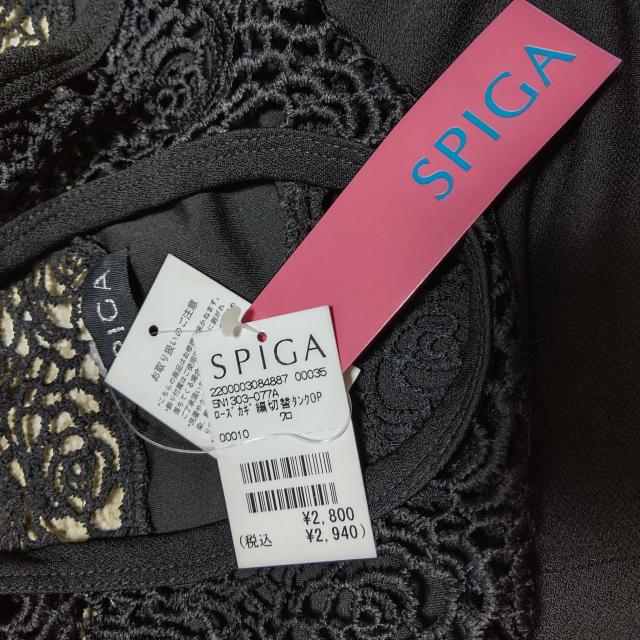 SPIGA
SPIGA
SPIGA
2200003084887 00035
SN1303-077A
ﾛｰｽﾞｶｷﾞ編切替ﾀﾝｸOP
ｸﾛ
00010
¥2,800
(税込 ¥2,940)
お取り扱いのご注意